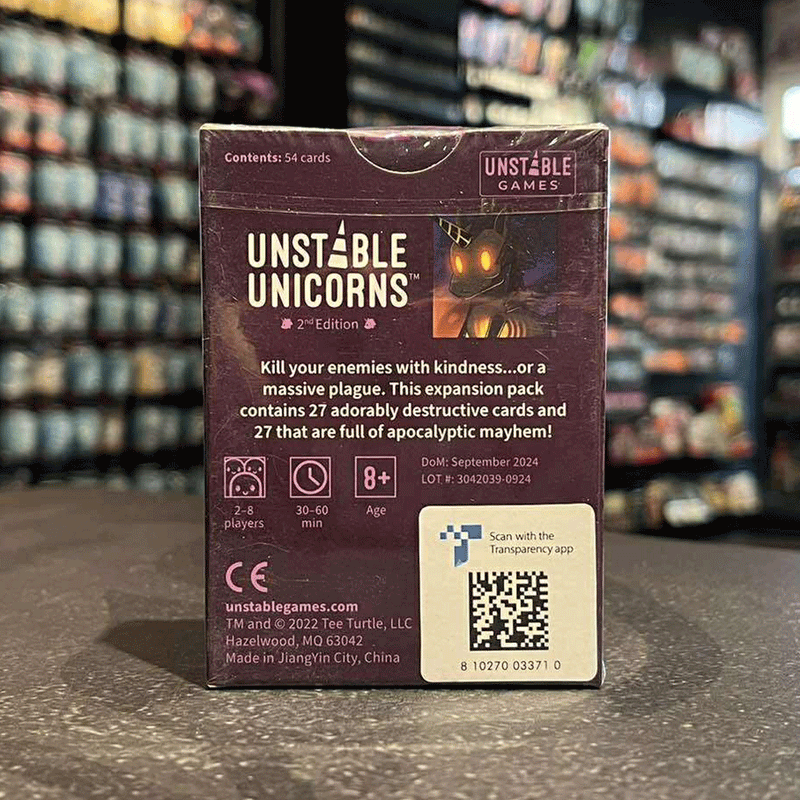 Contents: 54 cards
UNSTABLE
GAMES
UNSTABLE
UNICORNS™
2nd Edition
Kill your enemies with kindness...or a
massive plague. This expansion pack
contains 27 adorably destructive cards and
27 that are full of apocalyptic mayhem!
2–8
players
30–60
min
8+
Age
DoM: September 2024
LOT #: 3042039-0924
Scan with the
Transparency app
8 10270 03371 0
CE
unstablegames.com
TM and © 2022 Tee Turtle, LLC
Hazelwood, MO 63042
Made in JiangYin City, China